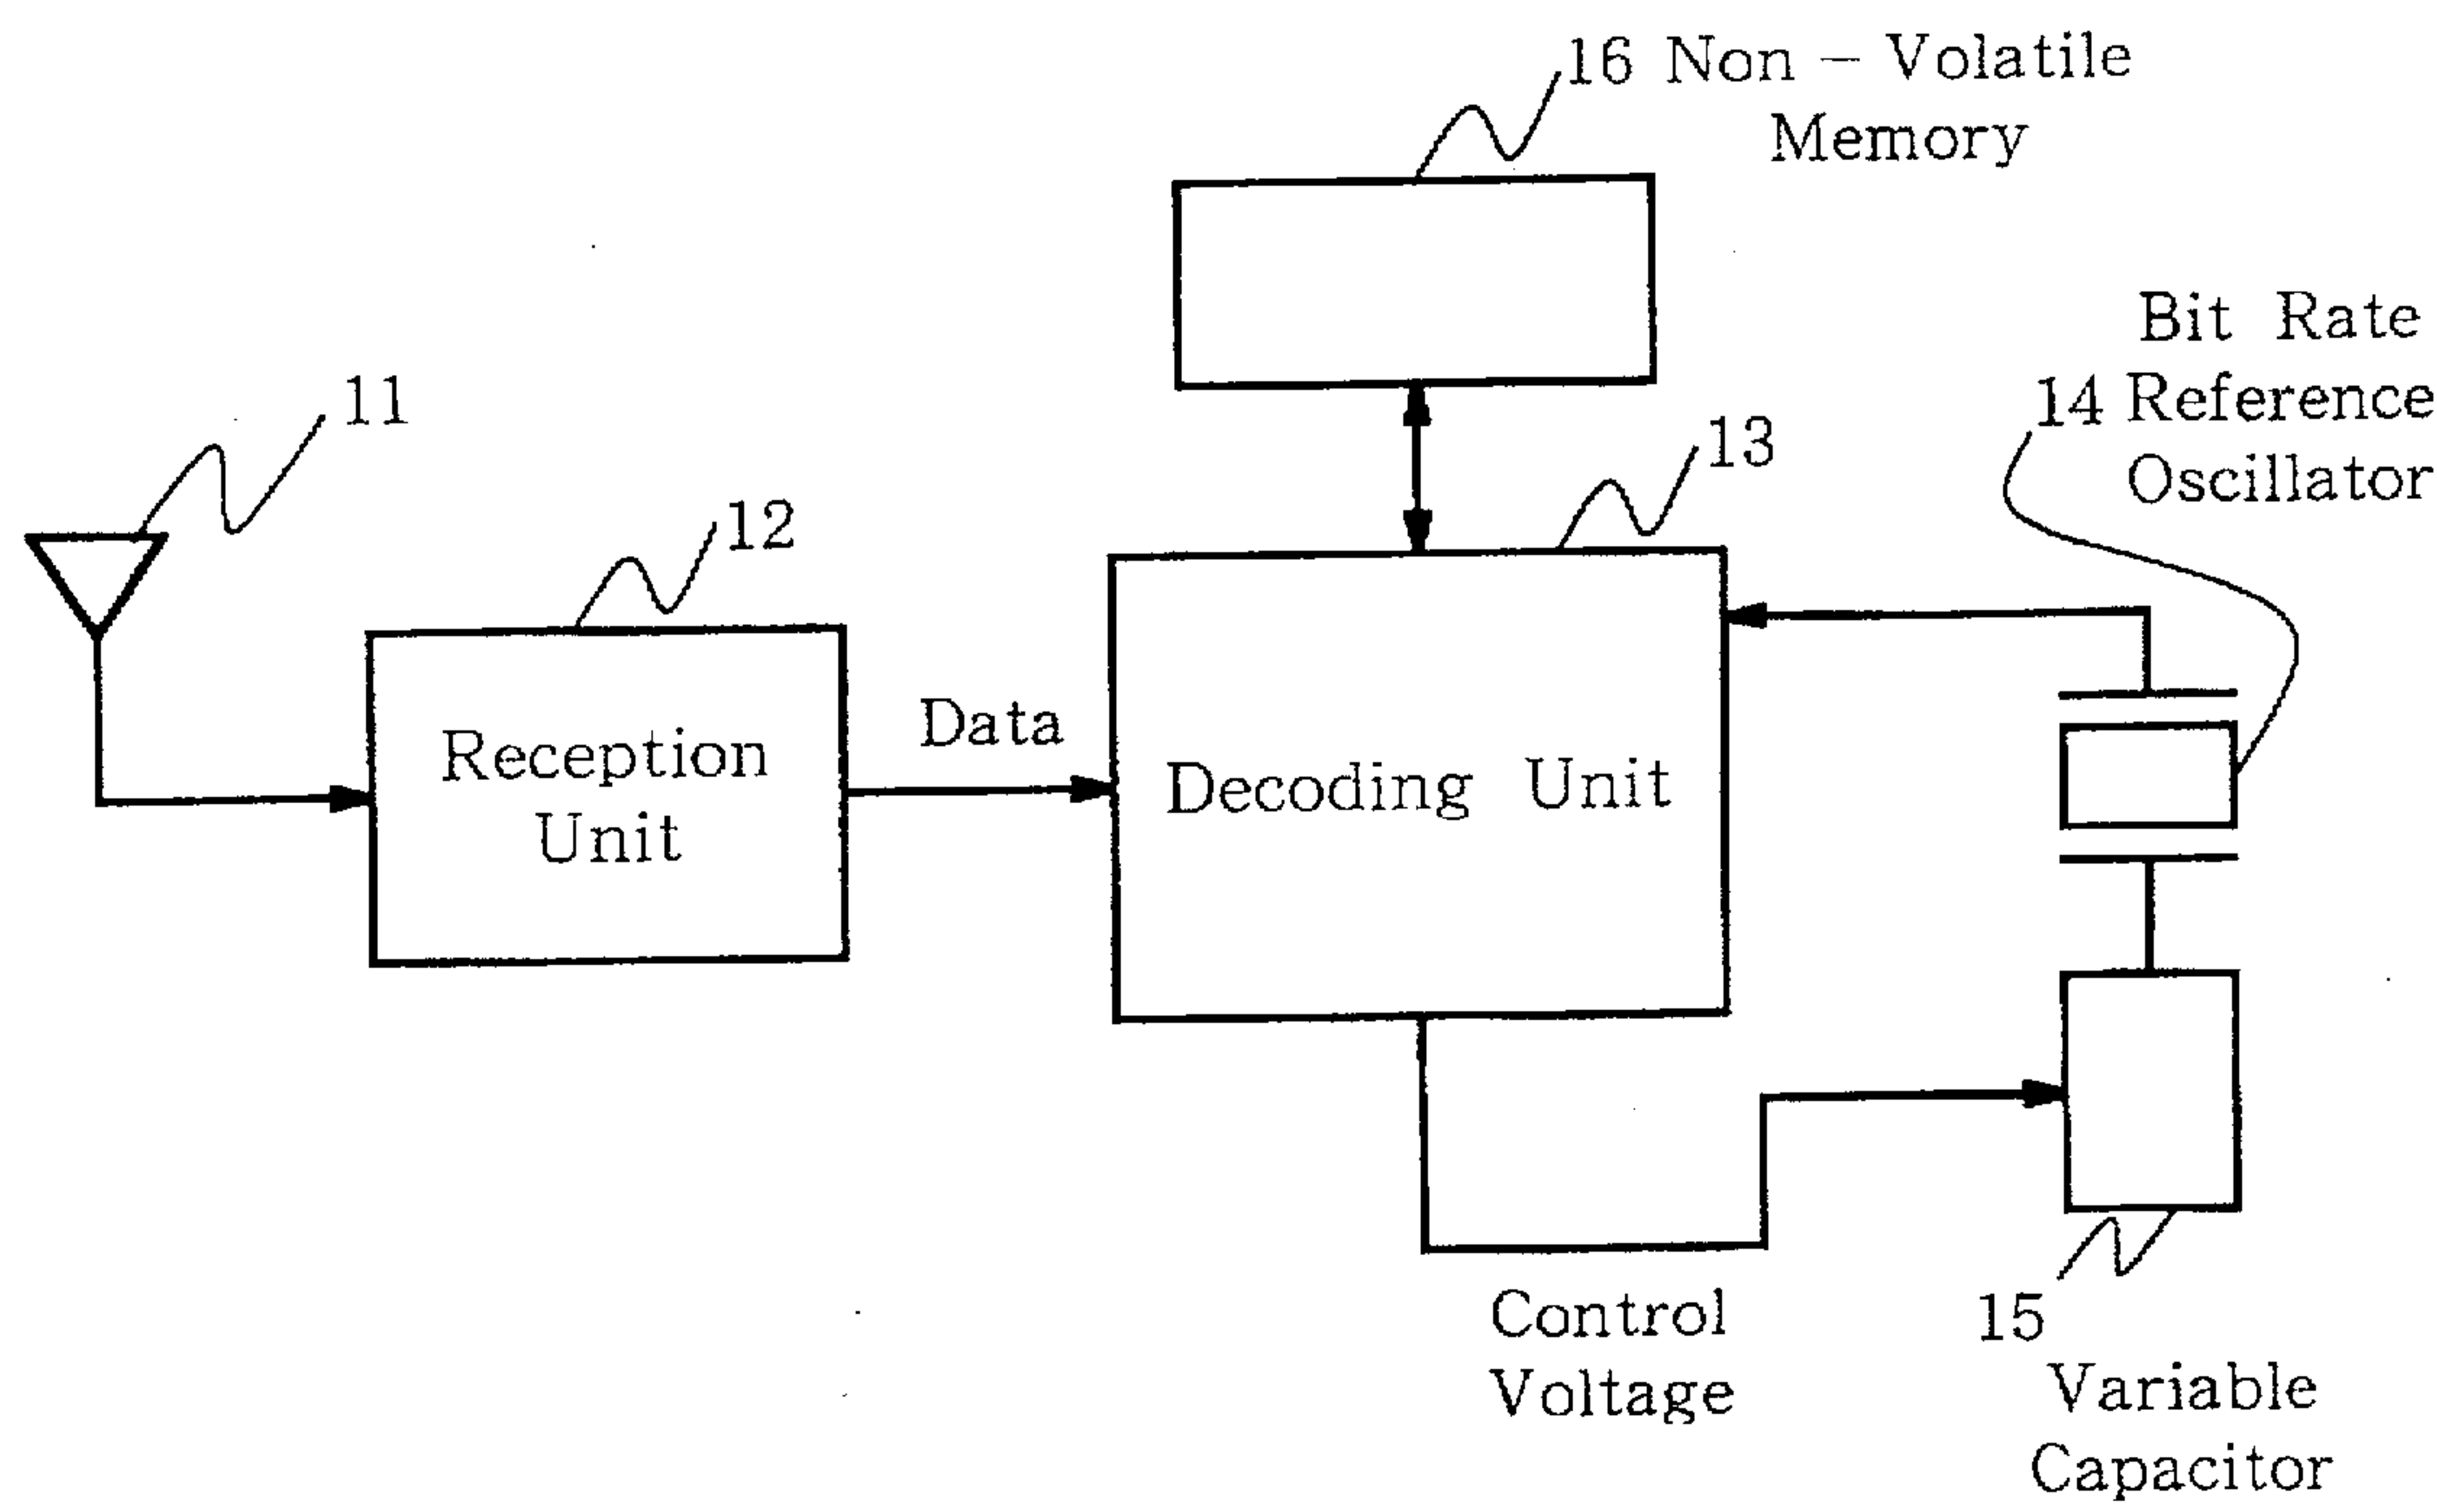 16 Non - Volatile
Memory
Bit Rate
14 Reference
Oscillator
11
13
12
Data
Reception
Unit
Decoding Unit
Control
Voltage
15
Variable
Capacitor